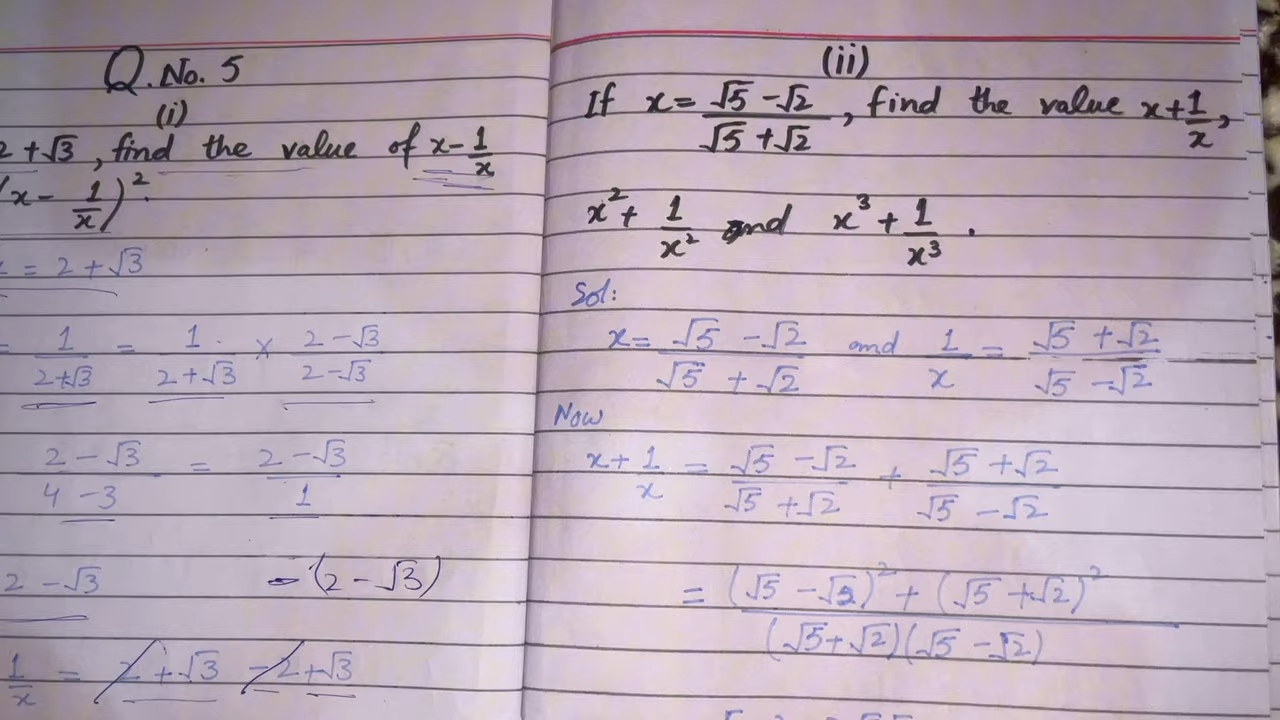 Q. No. 5
(i)
2 + √3 , find the value of x - 1/x
(x - 1/x)²
= 2 + √3
= 1/(2+√3) = 1/(2 + √3) × (2 - √3)/(2 - √3)
(2 - √3)/(4 - 3) = (2 - √3)/1
2 - √3 - (2 - √3)
1/x = 2 + √3 - 2 + √3
(ii)
If x = (√5 - √2)/(√5 + √2) , find the value x + 1/x ,
x² + 1/x² and x³ + 1/x³ .
Sol:
x = (√5 - √2)/(√5 + √2) and 1/x = (√5 + √2)/(√5 - √2)
Now
x + 1/x = (√5 - √2)/(√5 + √2) + (√5 + √2)/(√5 - √2)
= ((√5 - √2)² + (√5 + √2)²)/((√5 + √2)(√5 - √2))